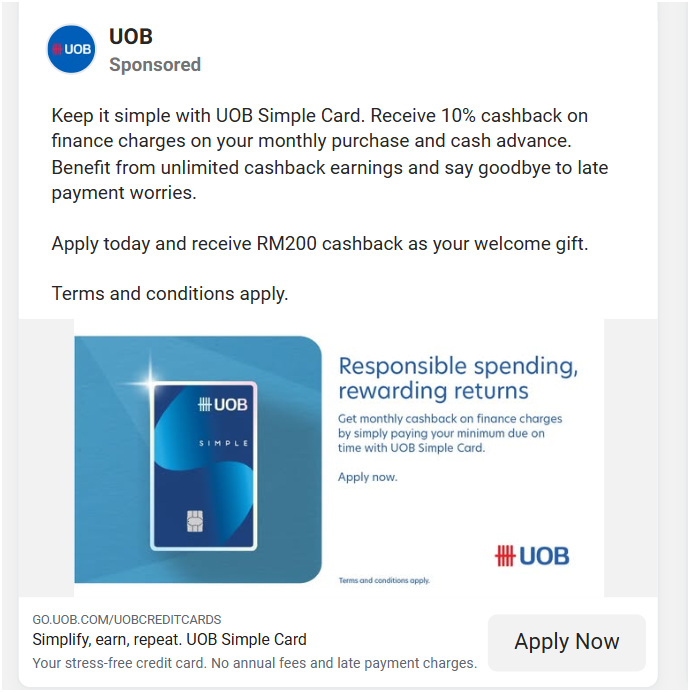 UOB
UOB
Sponsored
Keep it simple with UOB Simple Card. Receive 10% cashback on
finance charges on your monthly purchase and cash advance.
Benefit from unlimited cashback earnings and say goodbye to late
payment worries.
Apply today and receive RM200 cashback as your welcome gift.
Terms and conditions apply.
UOB
SIMPLE
Responsible spending,
rewarding returns
Get monthly cashback on finance charges
by simply paying your minimum due on
time with UOB Simple Card.
Apply now.
UOB
Terms and conditions apply.
GO.UOB.COM/UOBCREDITCARDS
Simplify, earn, repeat. UOB Simple Card
Your stress-free credit card. No annual fees and late payment charges.
Apply Now